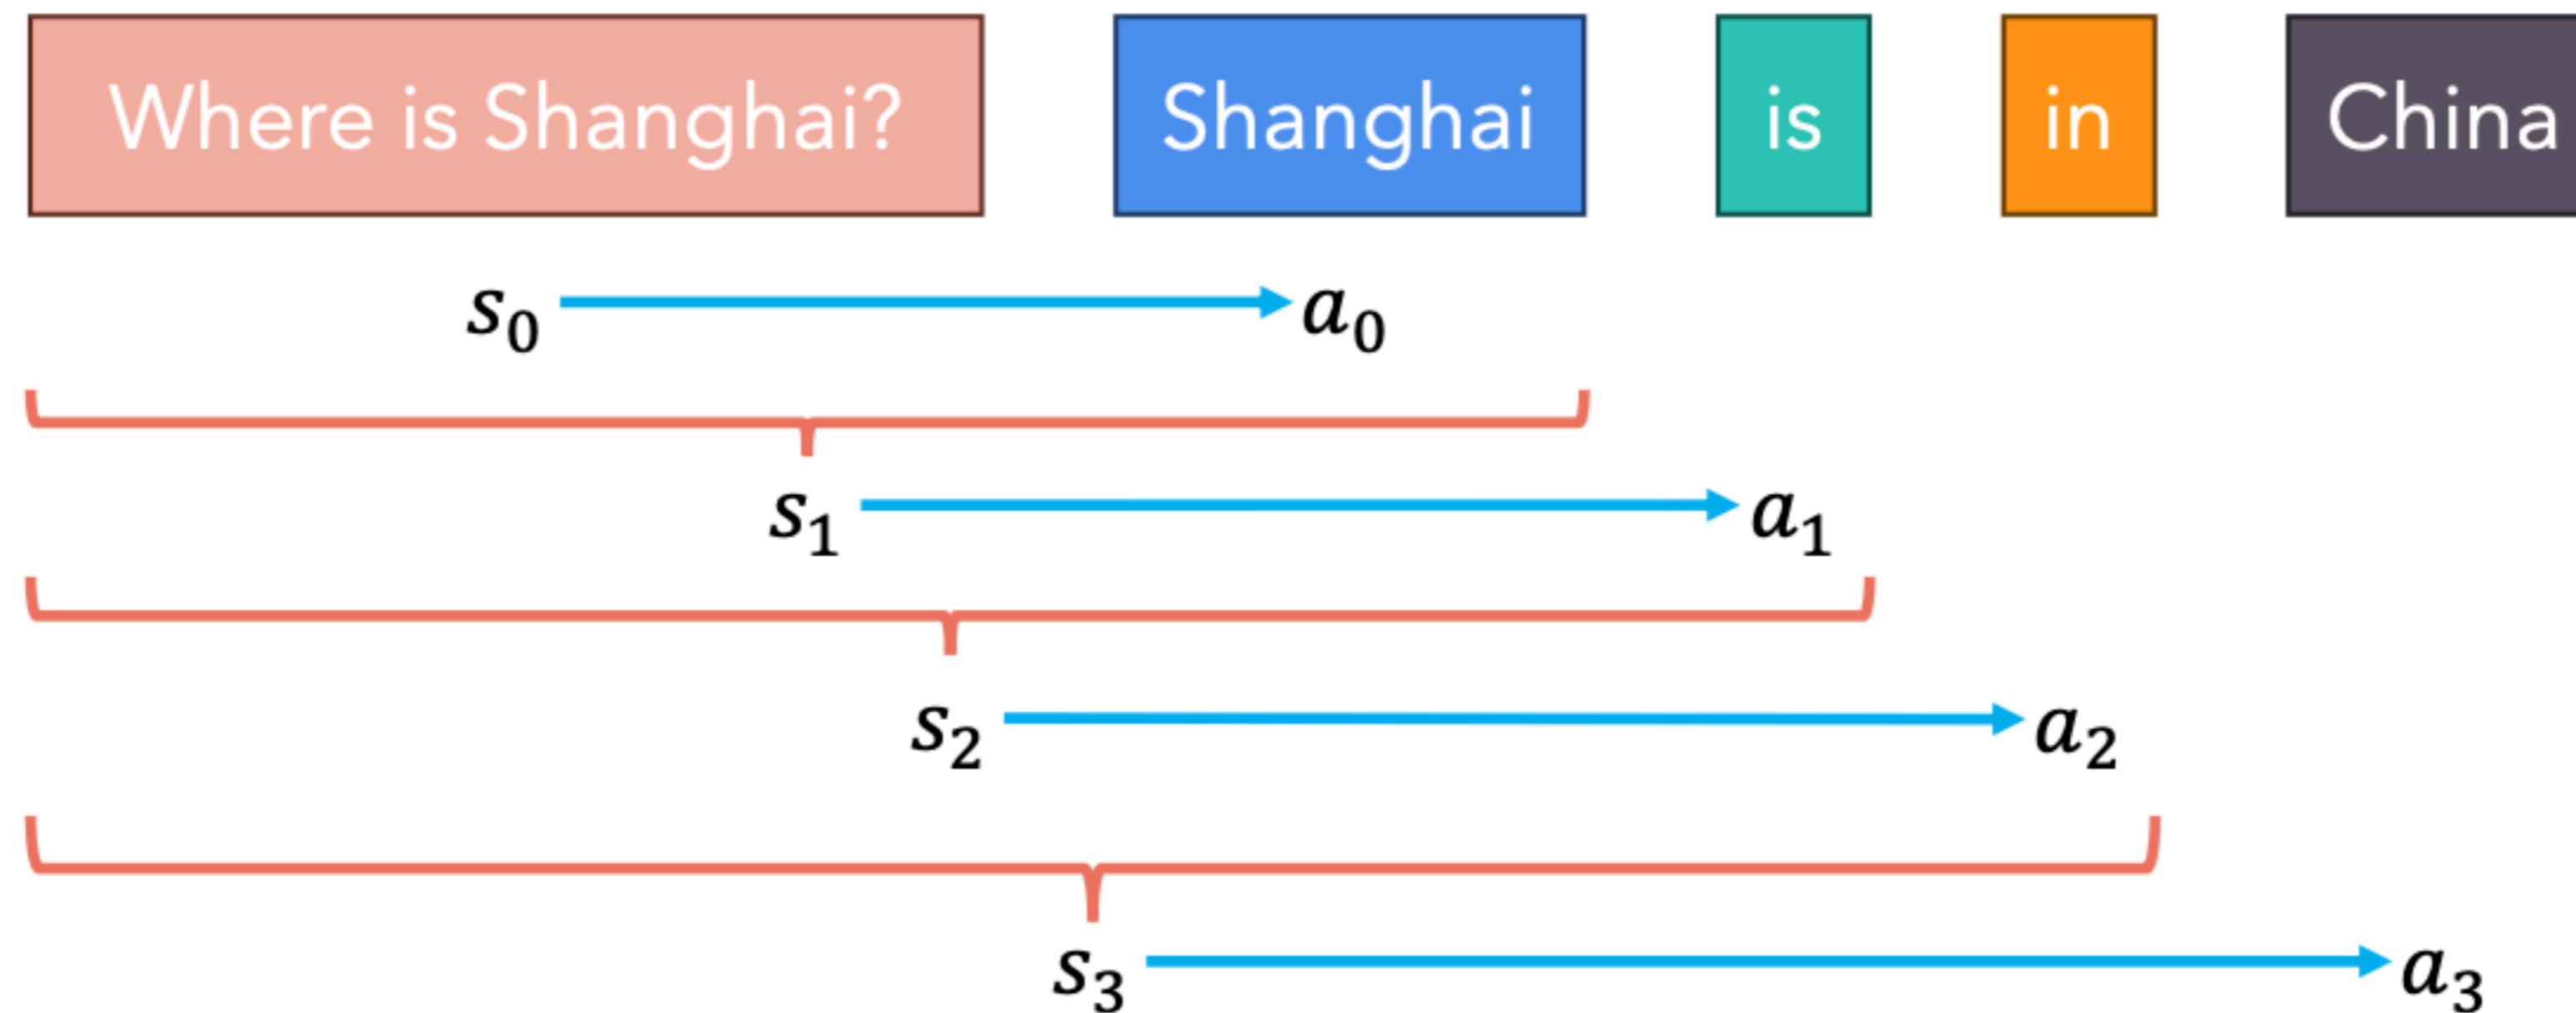 Where is Shanghai? Shanghai is in China
s₀ a₀
s₁ a₁
s₂ a₂
s₃ a₃